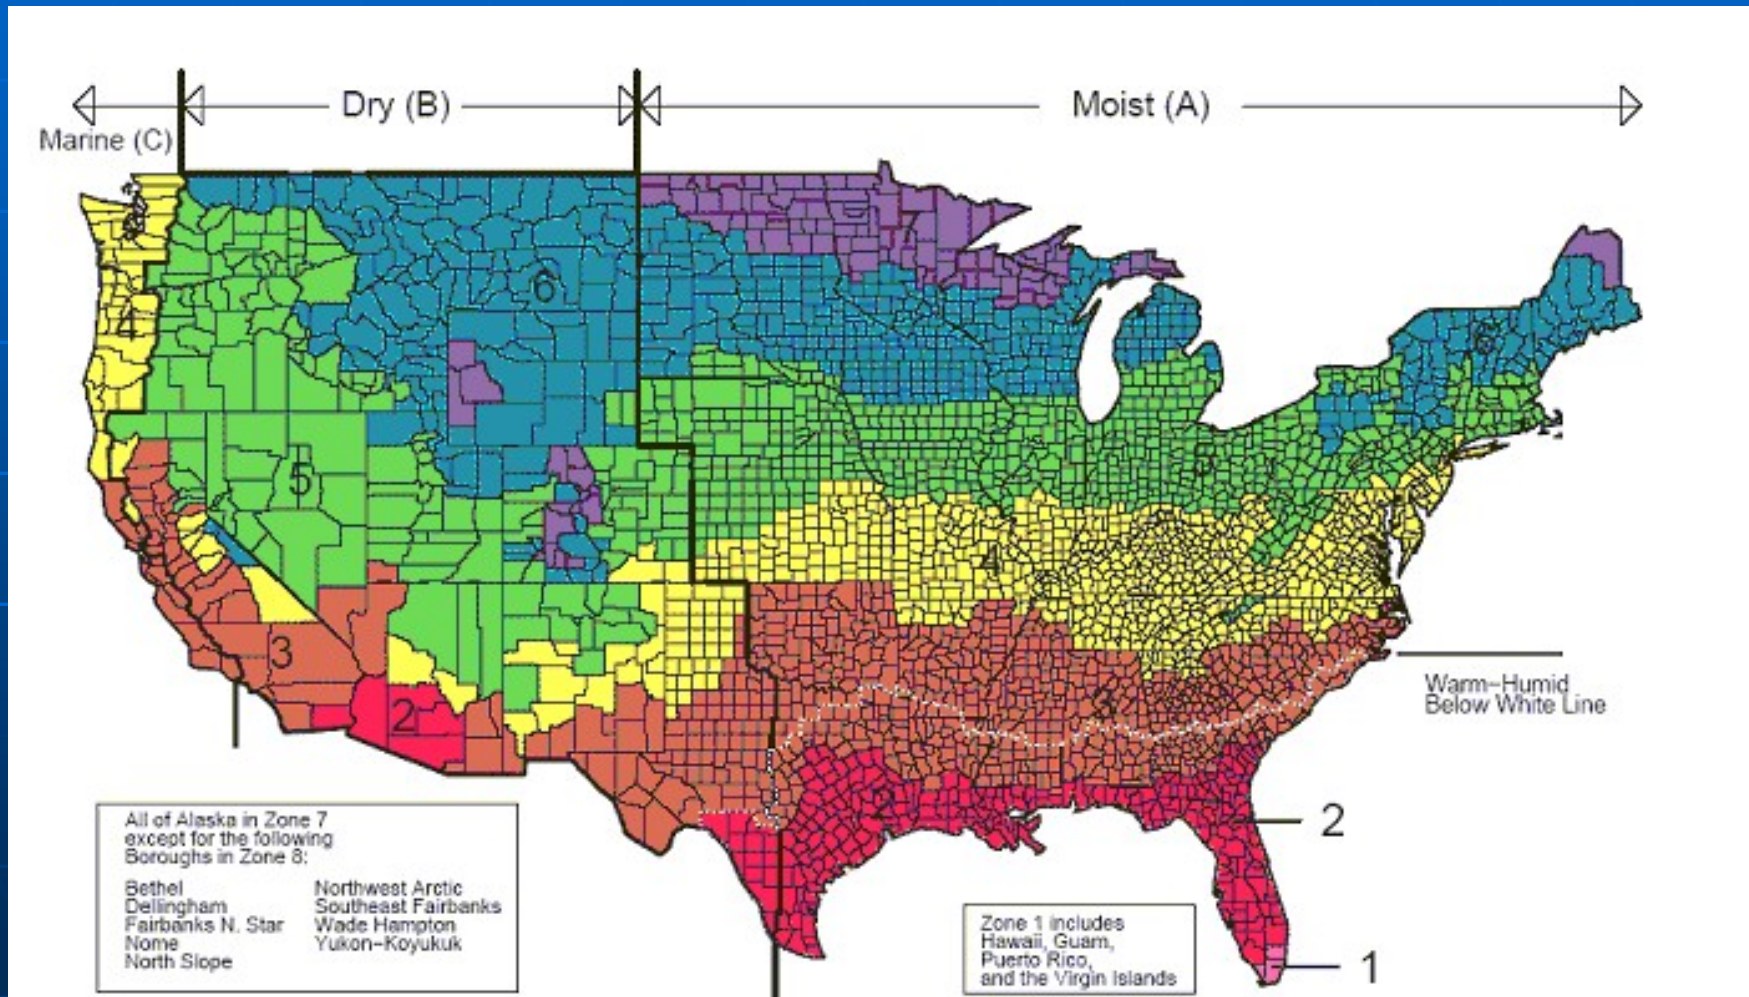 Dry (B)
Moist (A)
Marine (C)
6
4
6
5
5
4
3
3
2
Warm-Humid
Below White Line
2
2
1
All of Alaska in Zone 7
except for the following
Boroughs in Zone 8:
Bethel Northwest Arctic
Dellingham Southeast Fairbanks
Fairbanks N. Star Wade Hampton
Nome Yukon-Koyukuk
North Slope
Zone 1 includes
Hawaii, Guam,
Puerto Rico,
and the Virgin Islands